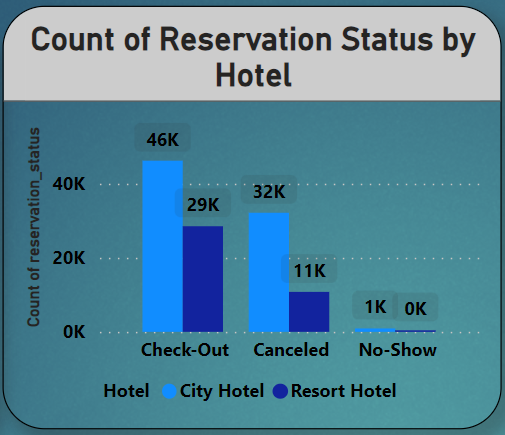 Count of Reservation Status by
Hotel
Count of reservation_status
46K
40K
32K
29K
20K
11K
1K 0K
0K
Check-Out Canceled No-Show
Hotel City Hotel Resort Hotel